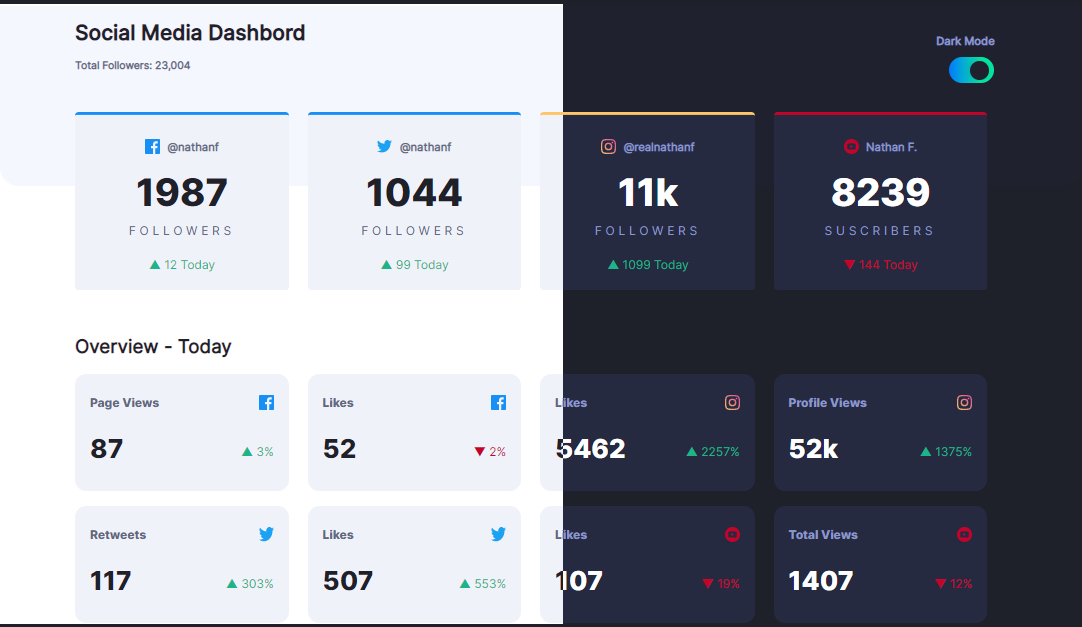 Social Media Dashbord
Total Followers: 23,004
Dark Mode
@nathanf
1987
FOLLOWERS
12 Today
@nathanf
1044
FOLLOWERS
99 Today
@realnathanf
11k
FOLLOWERS
1099 Today
Nathan F.
8239
SUSCRIBERS
144 Today
Overview - Today
Page Views
87
3%
Likes
52
2%
Likes
5462
2257%
Profile Views
52k
1375%
Retweets
117
303%
Likes
507
553%
Likes
107
19%
Total Views
1407
12%